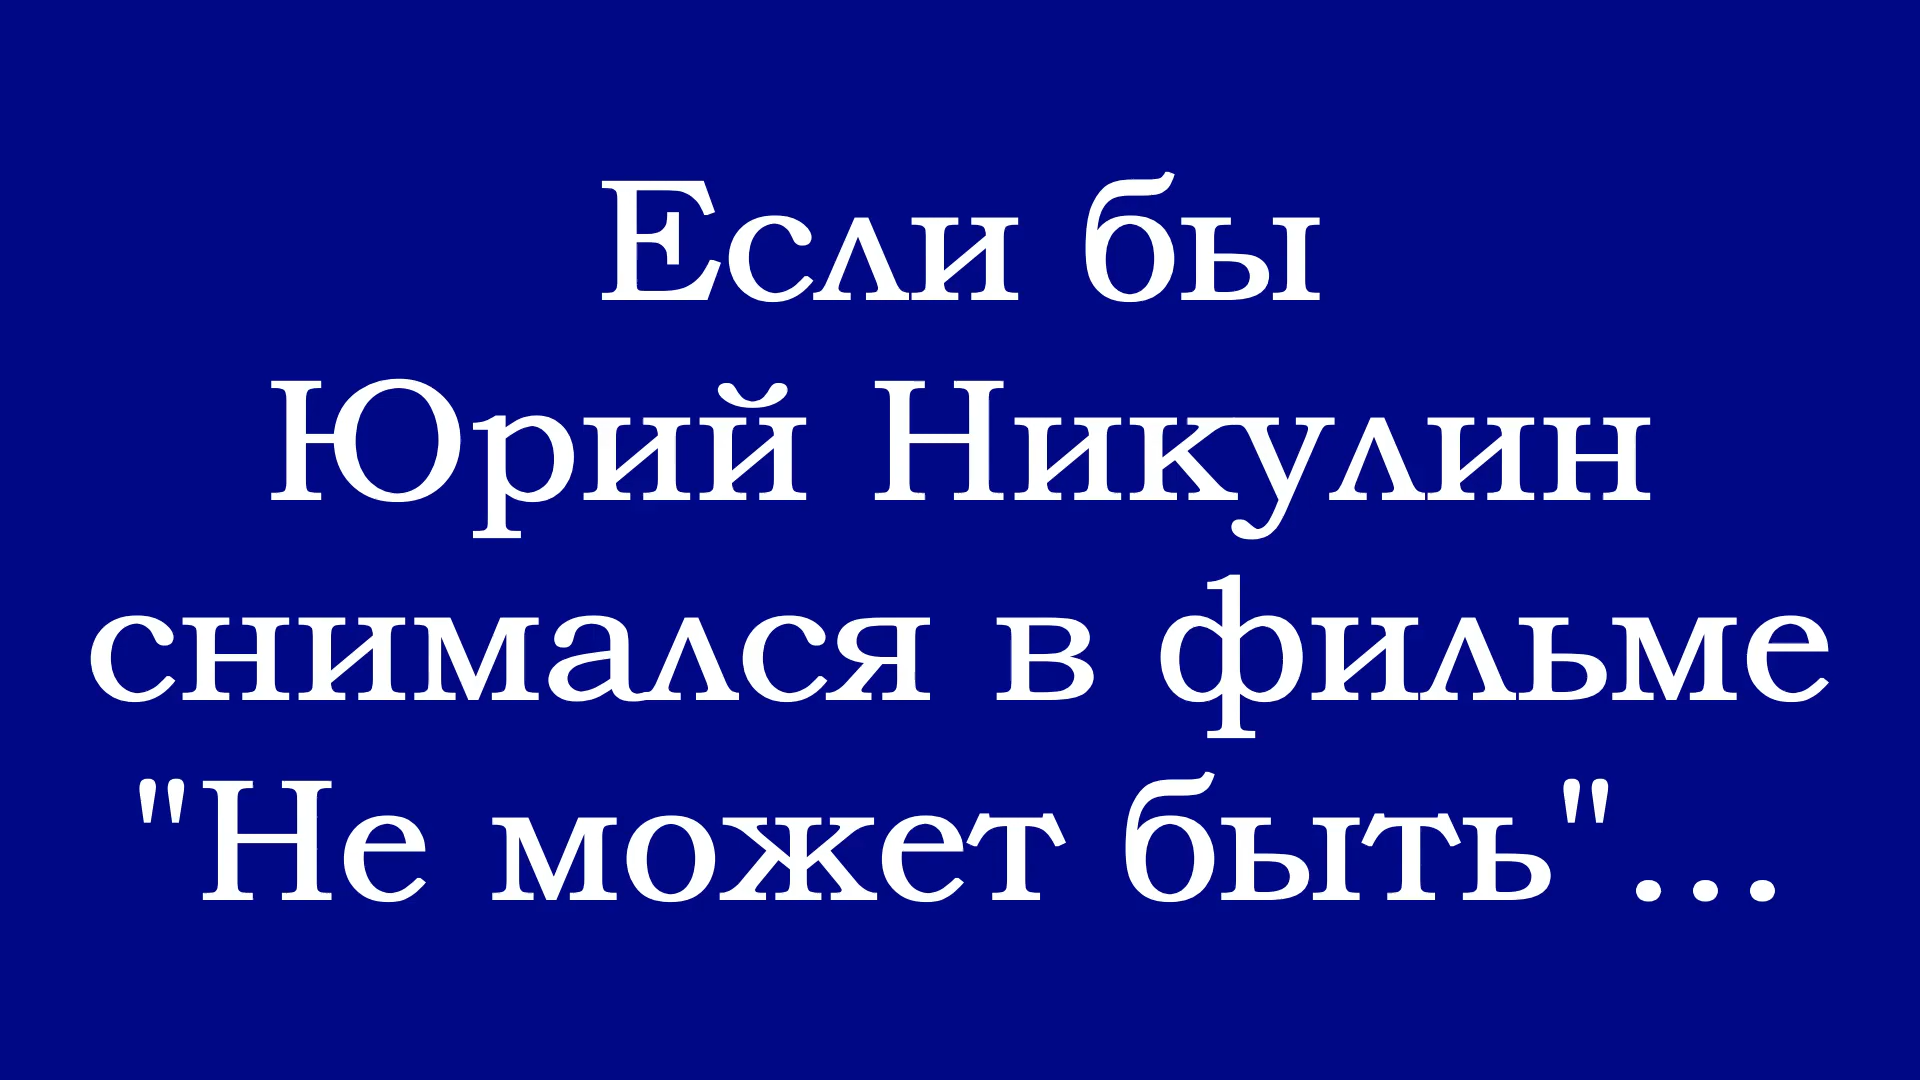 Если бы
Юрий Никулин
снимался в фильме
"Не может быть"...